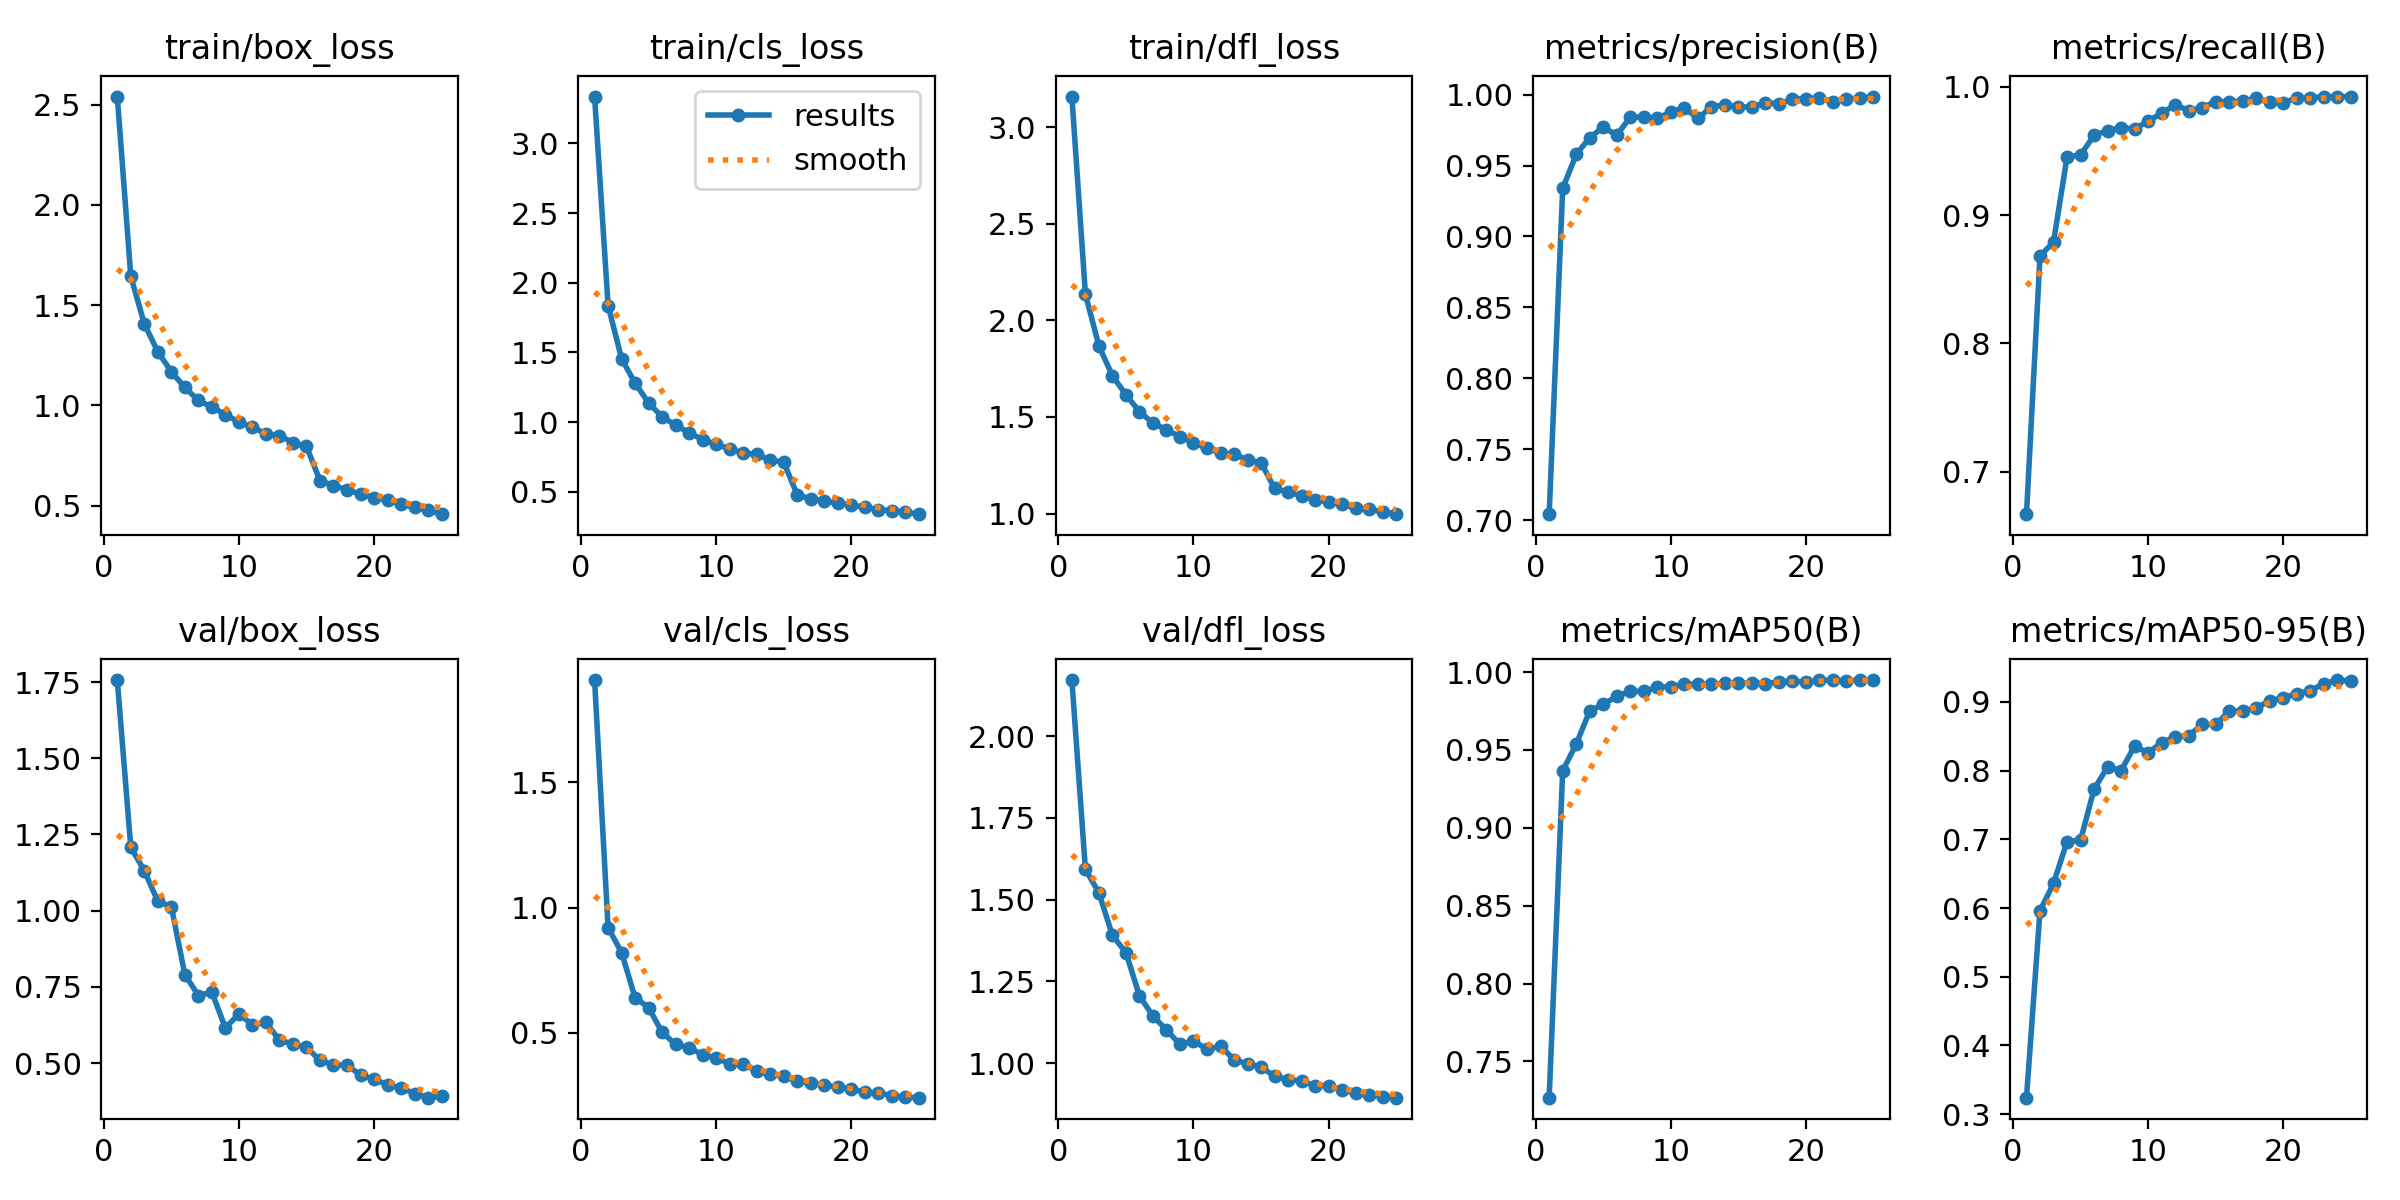 train/box_loss
2.5
2.0
1.5
1.0
0.5
0 10 20
train/cls_loss
results
smooth
3.0
2.5
2.0
1.5
1.0
0.5
0 10 20
train/dfl_loss
3.0
2.5
2.0
1.5
1.0
0 10 20
metrics/precision(B)
1.00
0.95
0.90
0.85
0.80
0.75
0.70
0 10 20
metrics/recall(B)
1.0
0.9
0.8
0.7
0 10 20
val/box_loss
1.75
1.50
1.25
1.00
0.75
0.50
0 10 20
val/cls_loss
1.5
1.0
0.5
0 10 20
val/dfl_loss
2.00
1.75
1.50
1.25
1.00
0 10 20
metrics/mAP50(B)
1.00
0.95
0.90
0.85
0.80
0.75
0 10 20
metrics/mAP50-95(B)
0.9
0.8
0.7
0.6
0.5
0.4
0.3
0 10 20